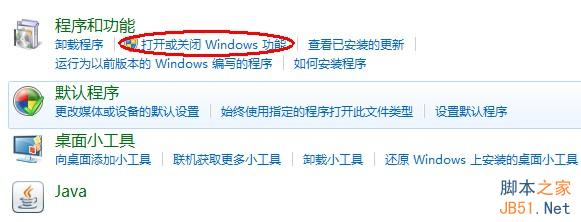 程序和功能
卸载程序 打开或关闭 Windows 功能 查看已安装的更新
运行为以前版本的 Windows 编写的程序 如何安装程序
默认程序
更改媒体或设备的默认设置 始终使用指定的程序打开此文件类型 设置默认程序
桌面小工具
向桌面添加小工具 联机获取更多小工具 卸载小工具 还原 Windows 上安装的桌面小工具
Java
脚本之家
JB51.Net